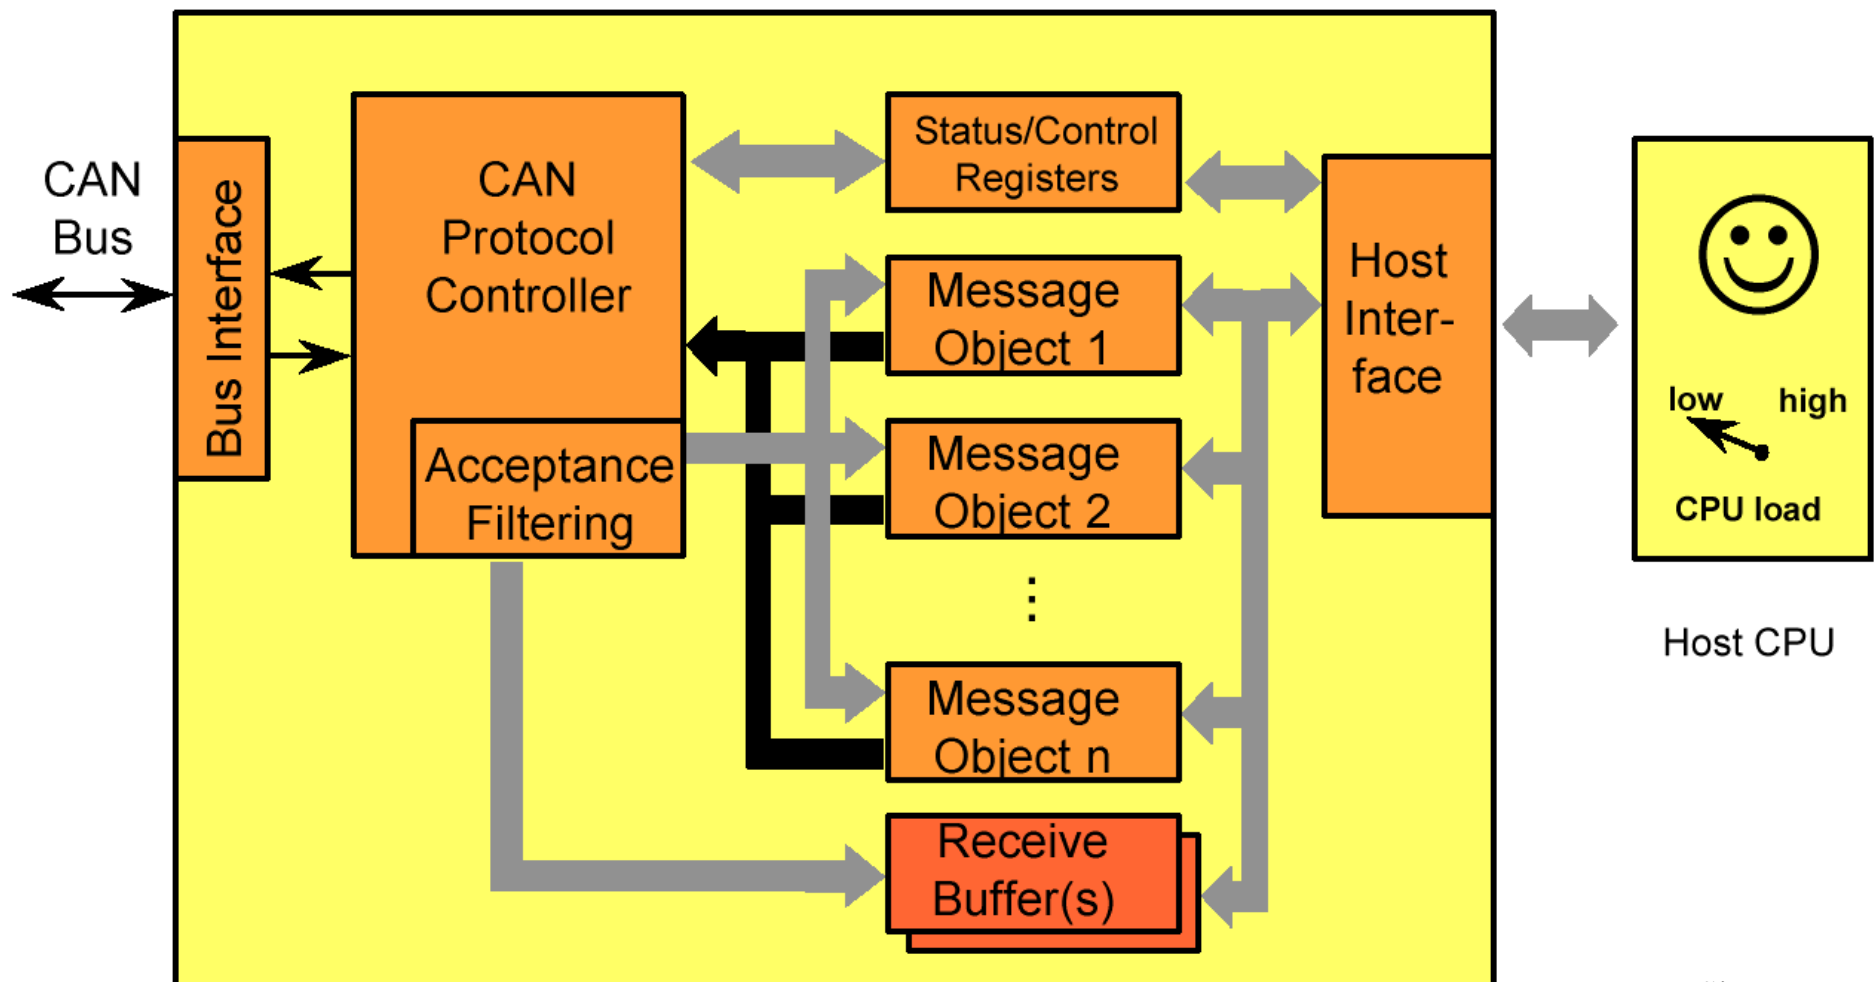 CAN
Bus
Bus Interface
CAN
Protocol
Controller
Acceptance
Filtering
Status/Control
Registers
Message
Object 1
Message
Object 2
⋮
Message
Object n
Receive
Buffer(s)
Host
Inter-
face
low high
CPU load
Host CPU